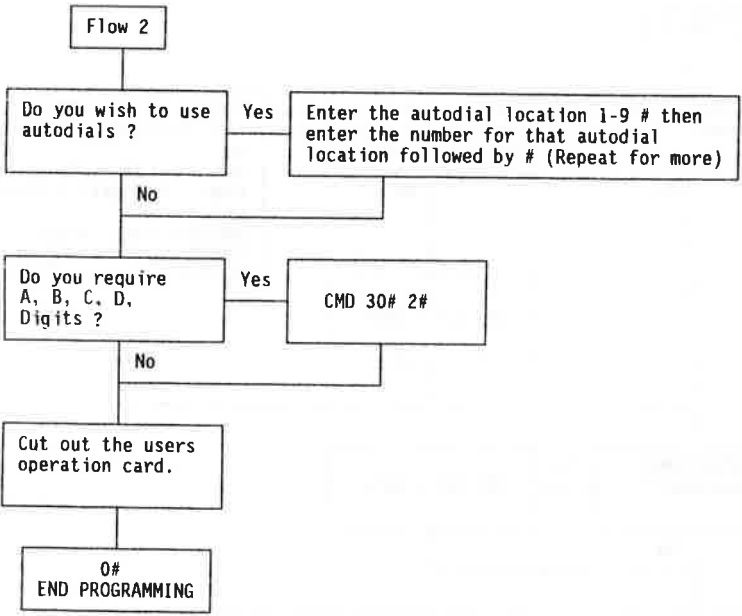 Flow 2
Do you wish to use
autodials ?
Yes
Enter the autodial location 1-9 # then
enter the number for that autodial
location followed by # (Repeat for more)
No
Do you require
A, B, C, D,
Digits ?
Yes
CMD 30# 2#
No
Cut out the users
operation card.
0#
END PROGRAMMING